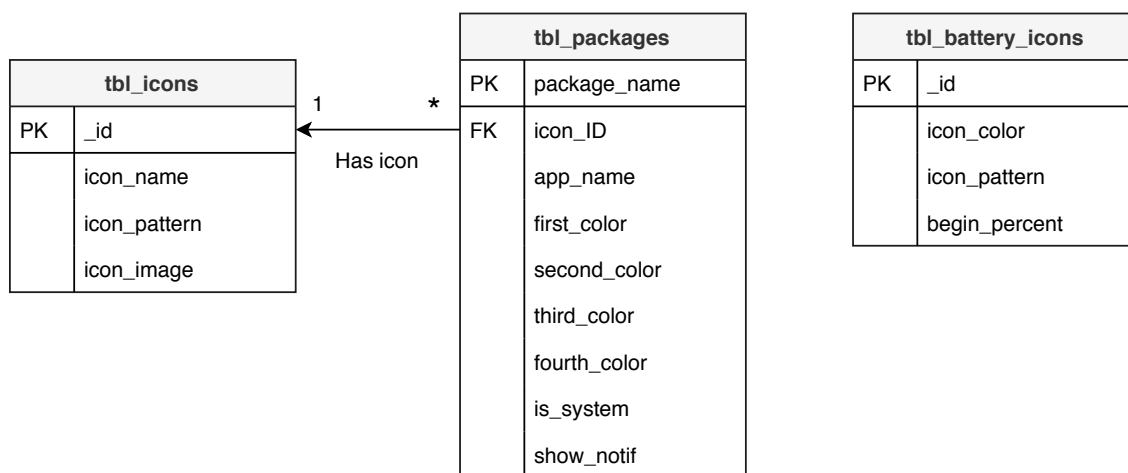 tbl_icons
PK _id
icon_name
icon_pattern
icon_image
1
*
Has icon
tbl_packages
PK package_name
FK icon_ID
app_name
first_color
second_color
third_color
fourth_color
is_system
show_notif
tbl_battery_icons
PK _id
icon_color
icon_pattern
begin_percent